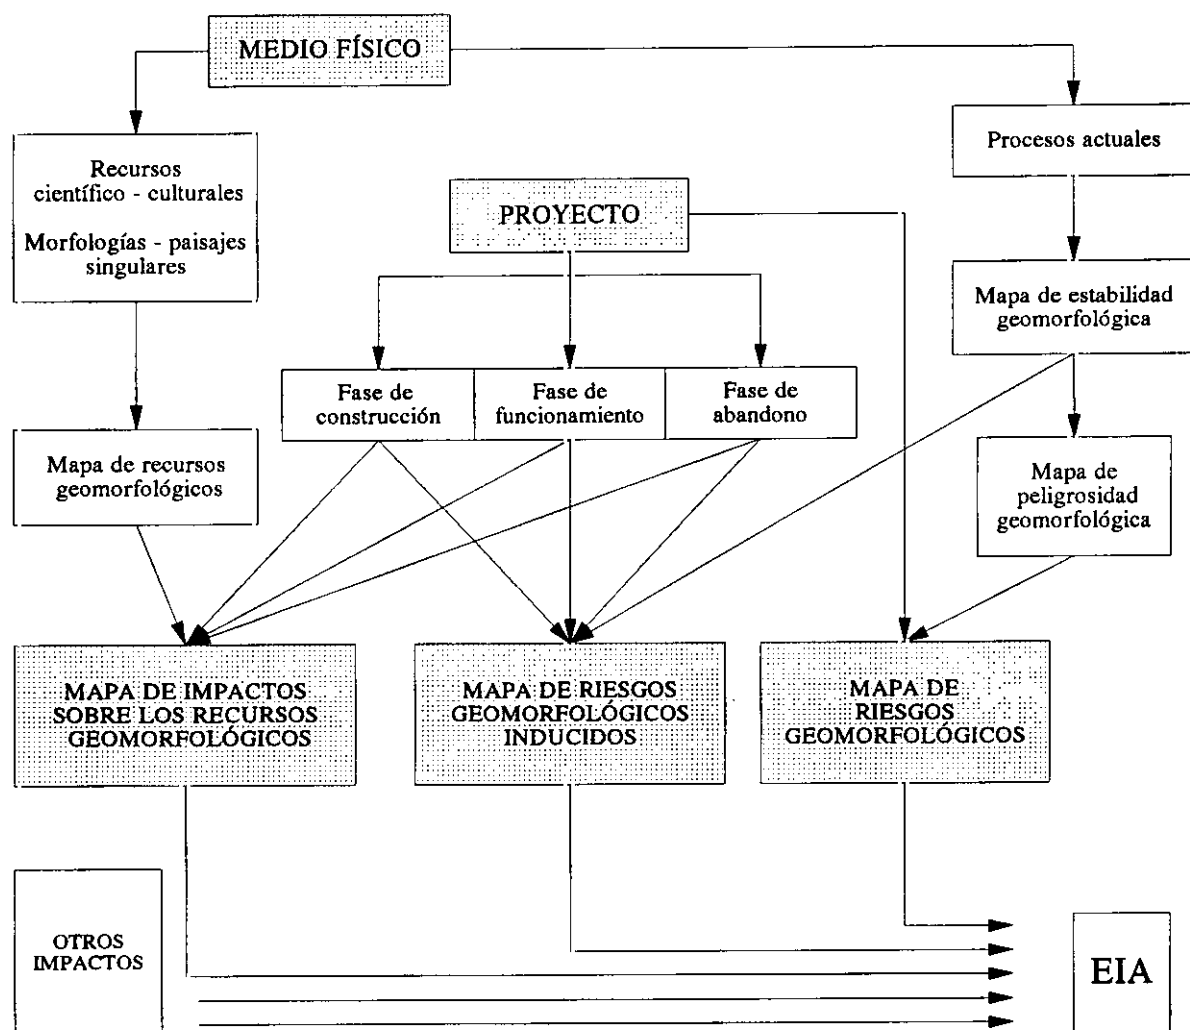 MEDIO FÍSICO
Procesos actuales
Recursos
científico - culturales
Morfologías - paisajes
singulares
PROYECTO
Mapa de estabilidad
geomorfológica
Fase de
construcción
Fase de
funcionamiento
Fase de
abandono
Mapa de recursos
geomorfológicos
Mapa de
peligrosidad
geomorfológica
MAPA DE IMPACTOS
SOBRE LOS RECURSOS
GEOMORFOLÓGICOS
MAPA DE RIESGOS
GEOMORFOLÓGICOS
INDUCIDOS
MAPA DE
RIESGOS
GEOMORFOLÓGICOS
OTROS
IMPACTOS
EIA